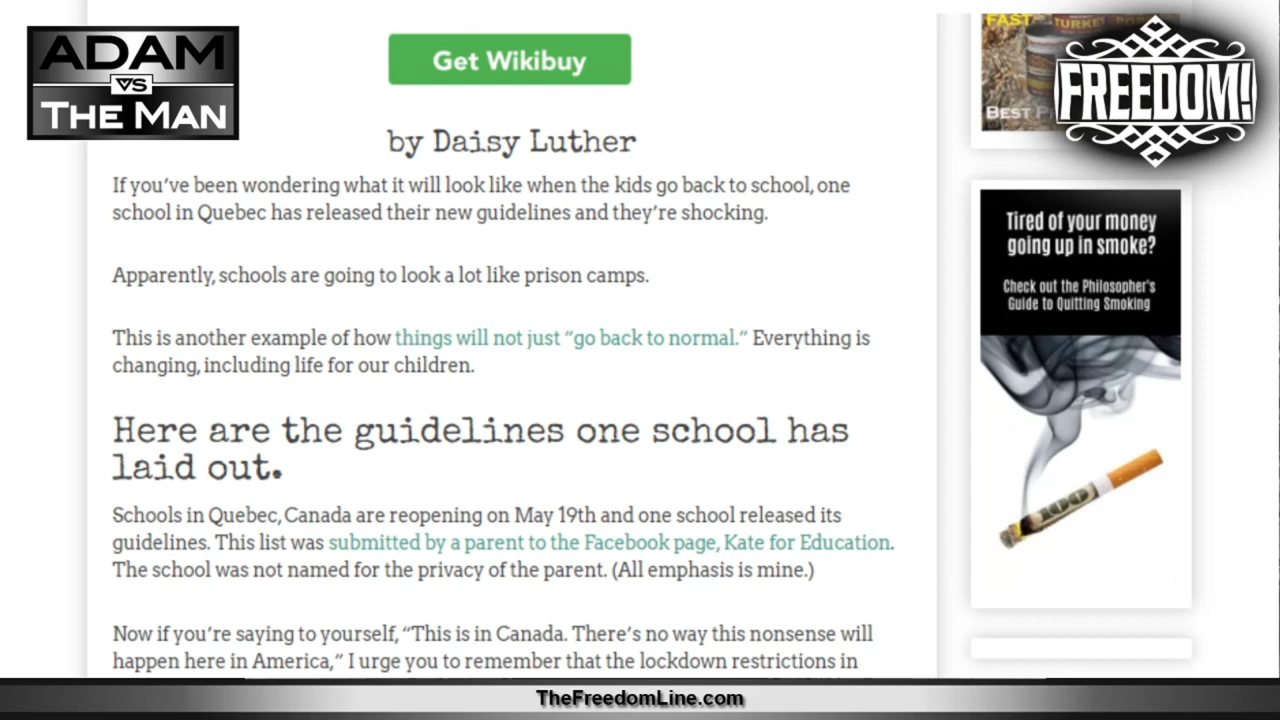 ADAM
VS
THE MAN
Get Wikibuy
FAST
TURKEY
BEST
FREEDOM!
by Daisy Luther
If you’ve been wondering what it will look like when the kids go back to school, one
school in Quebec has released their new guidelines and they’re shocking.
Apparently, schools are going to look a lot like prison camps.
This is another example of how things will not just “go back to normal.” Everything is
changing, including life for our children.
Here are the guidelines one school has
laid out.
Schools in Quebec, Canada are reopening on May 19th and one school released its
guidelines. This list was submitted by a parent to the Facebook page, Kate for Education.
The school was not named for the privacy of the parent. (All emphasis is mine.)
Now if you’re saying to yourself, “This is in Canada. There’s no way this nonsense will
happen here in America,” I urge you to remember that the lockdown restrictions in
Tired of your money
going up in smoke?
Check out the Philosopher's
Guide to Quitting Smoking
100
TheFreedomLine.com